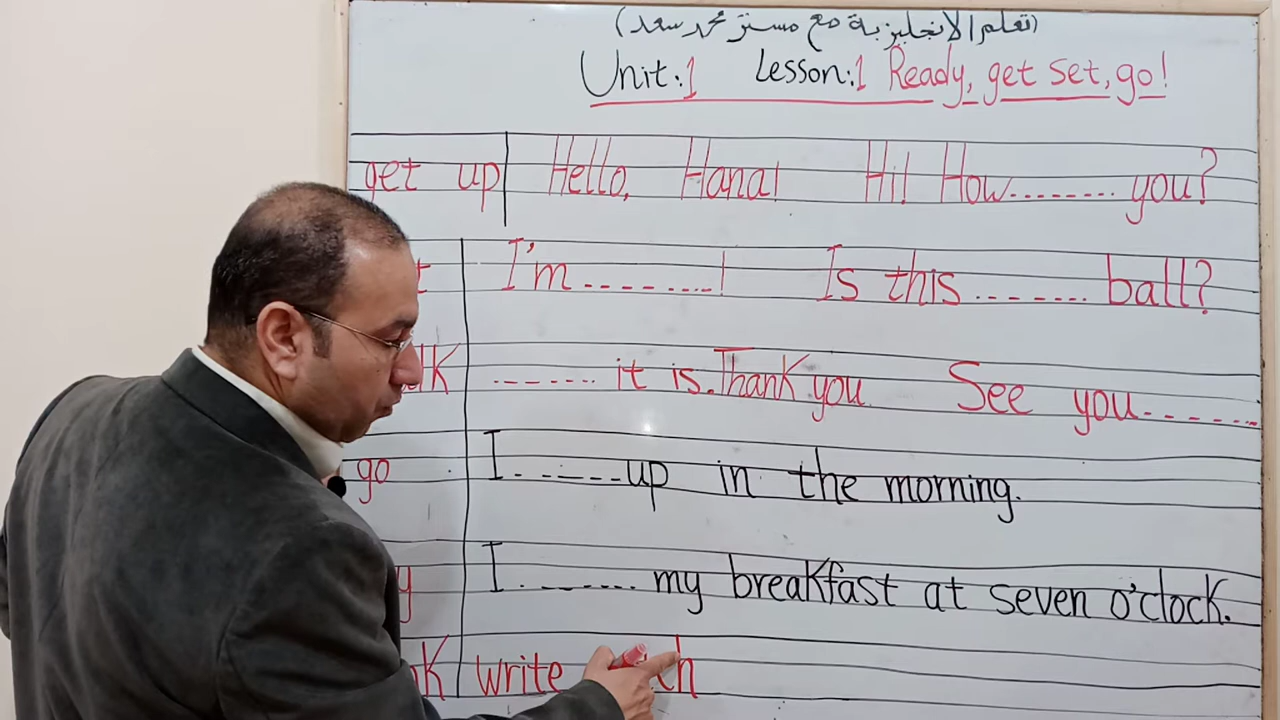 (تعلم الانجليزية مع مستر محمد سعد)
Unit:1 Lesson:1 Ready, get set, go!
get up Hello, Hana! Hi! How........ you?
I'm........! Is this........ ball?
....... it is. Thank you. See you.......
go I......up in the morning.
I........ my breakfast at seven o'clock.
write